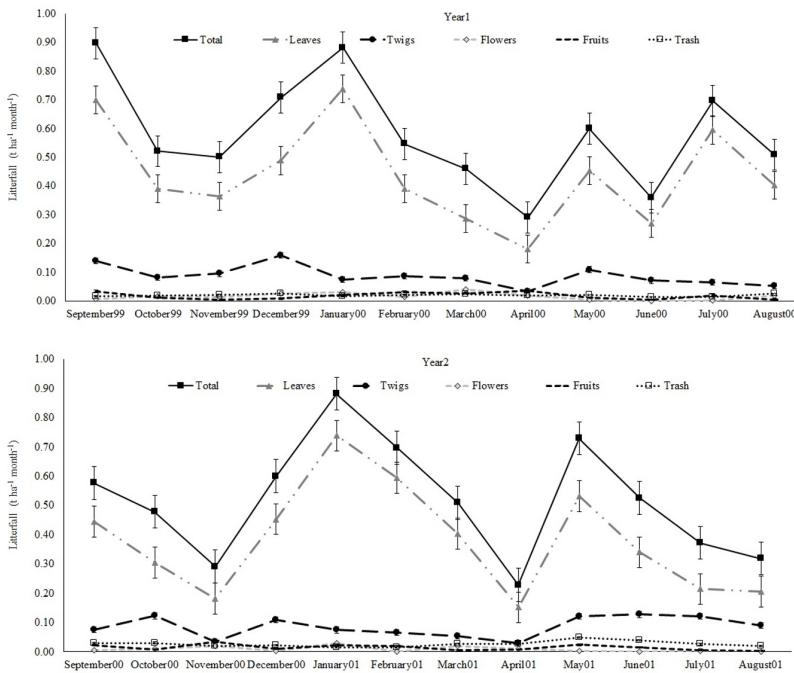 Year1
1.00
Total Leaves Twigs Flowers Fruits Trash
0.90
0.80
0.70
0.60
0.50
0.40
0.30
0.20
0.10
0.00
Litterfall (t ha-1 month-1)
September99 October99 November99 December99 January00 February00 March00 April00 May00 June00 July00 August00
Year2
1.00
Total Leaves Twigs Flowers Fruits Trash
0.90
0.80
0.70
0.60
0.50
0.40
0.30
0.20
0.10
0.00
Litterfall (t ha-1 month-1)
September00 October00 November00 December00 January01 February01 March01 April01 May01 June01 July01 August01